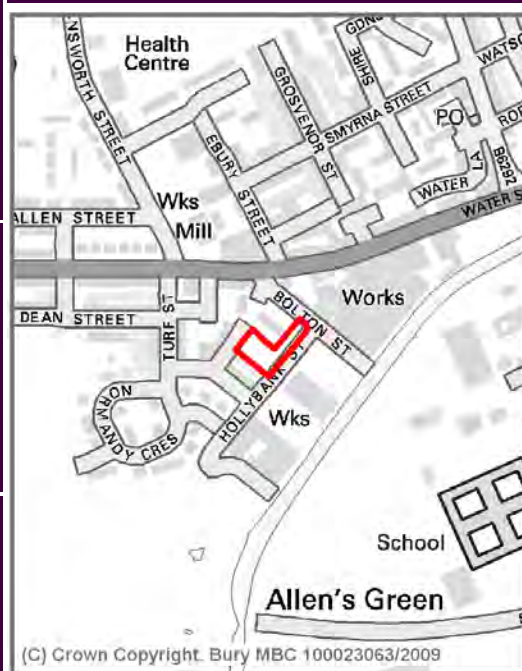 Health
Centre
NSWORTH STREET
GROSVENOR ST
SHIRE
GDNS
WATSO
SMYRNA STREET
PO
EBURY STREET
WATER LA
B6292
WATER S
ALLEN STREET
Wks
Mill
DEAN STREET
TURF ST
BOLTON ST
Works
HOLLYBANK ST
NORMANDY CRES
Wks
School
Allen's Green
(C) Crown Copyright. Bury MBC 100023063/2009